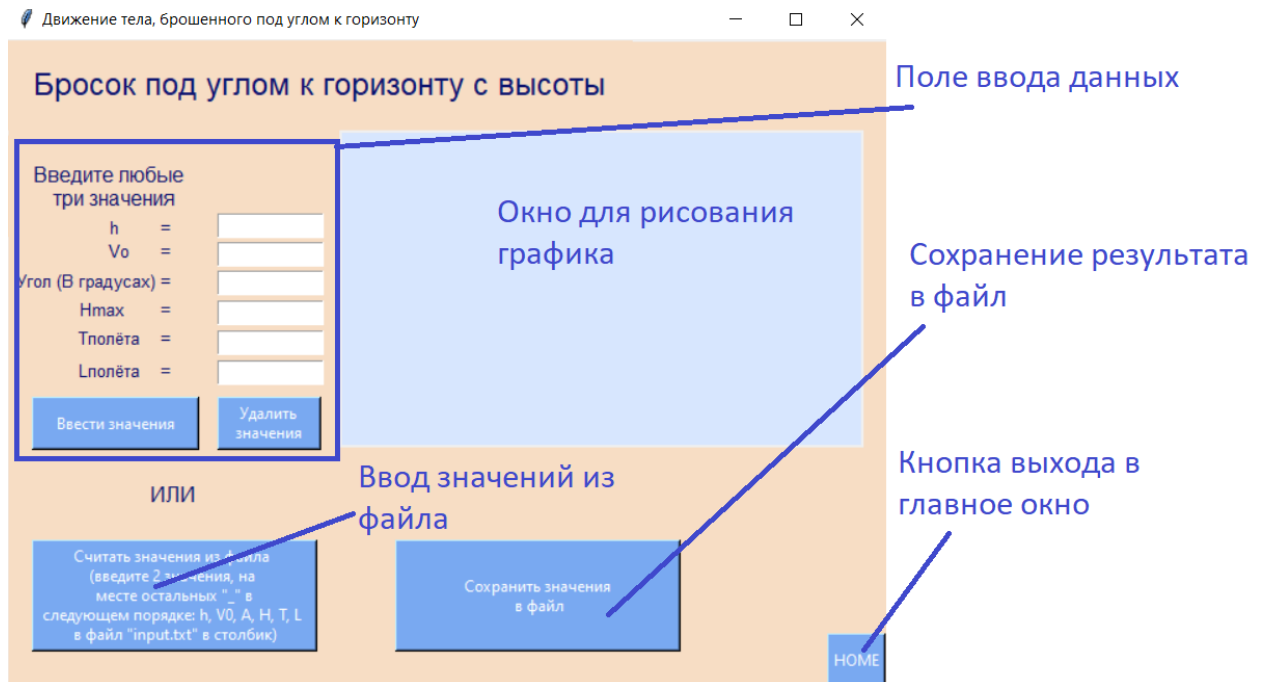 Движение тела, брошенного под углом к горизонту
Бросок под углом к горизонту с высоты
Поле ввода данных
Введите любые
три значения
h =
Vo =
Угол (В градусах) =
Hmax =
Tполёта =
Lполёта =
Ввести значения
Удалить
значения
Окно для рисования
графика
Сохранение результата
в файл
ИЛИ
Ввод значений из
файла
Кнопка выхода в
главное окно
Считать значения из файла
(введите 2 значения, на
месте остальных "_" в
следующем порядке: h, V0, A, H, T, L
в файл "input.txt" в столбик)
Сохранить значения
в файл
HOME